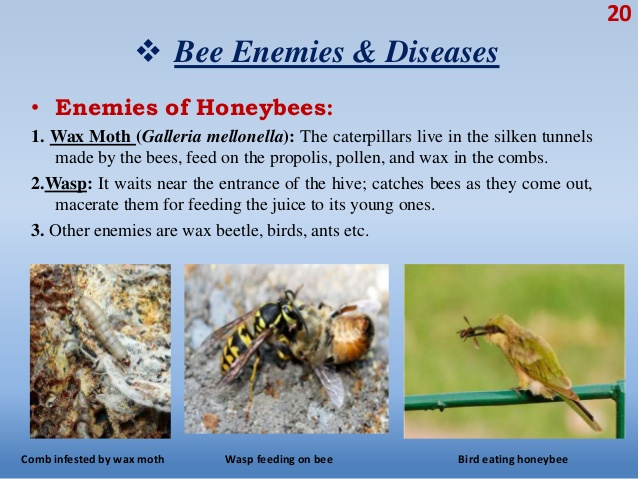 20
❖ Bee Enemies & Diseases
• Enemies of Honeybees:
1. Wax Moth (Galleria mellonella): The caterpillars live in the silken tunnels
made by the bees, feed on the propolis, pollen, and wax in the combs.
2.Wasp: It waits near the entrance of the hive; catches bees as they come out,
macerate them for feeding the juice to its young ones.
3. Other enemies are wax beetle, birds, ants etc.
Comb infested by wax moth Wasp feeding on bee Bird eating honeybee